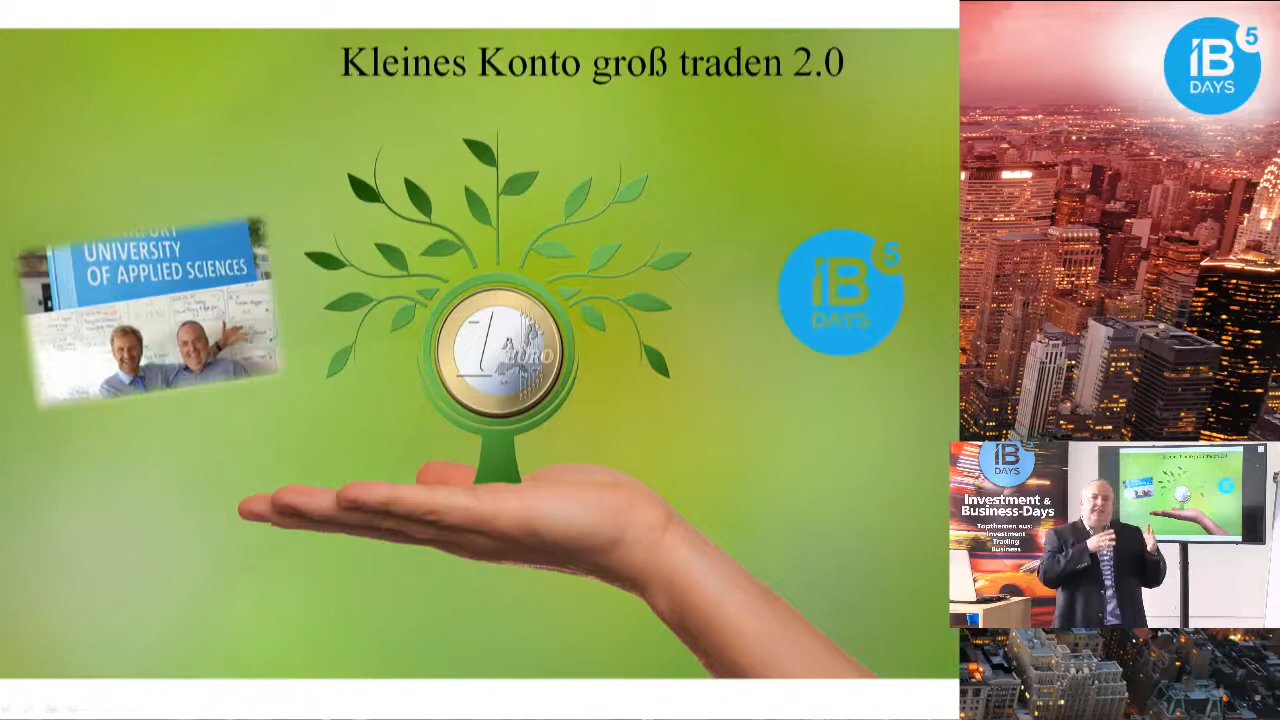 Kleines Konto groß traden 2.0
UNIVERSITY
OF APPLIED SCIENCES
1
EURO
IB
DAYS
5
IB
DAYS
5
IB
DAYS
Investment &
Business-Days
Topthemen aus:
Investment
Trading
Business